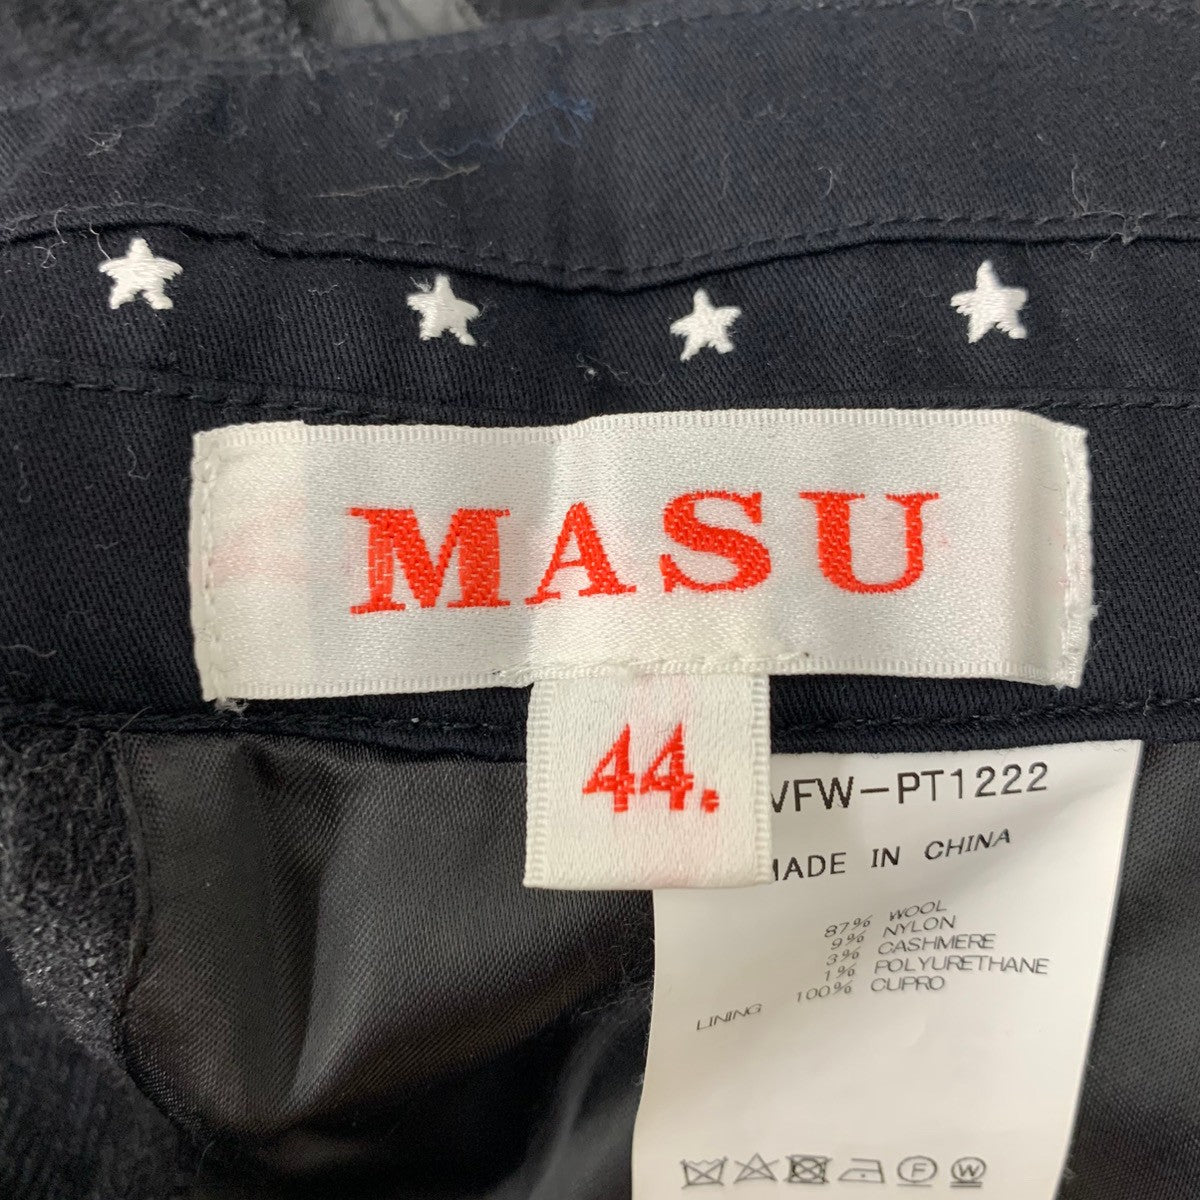 MASU
44.
VFW-PT1222
MADE IN CHINA
87% WOOL
9% NYLON
3% CASHMERE
1% POLYURETHANE
LINING 100% CUPRO
F
W